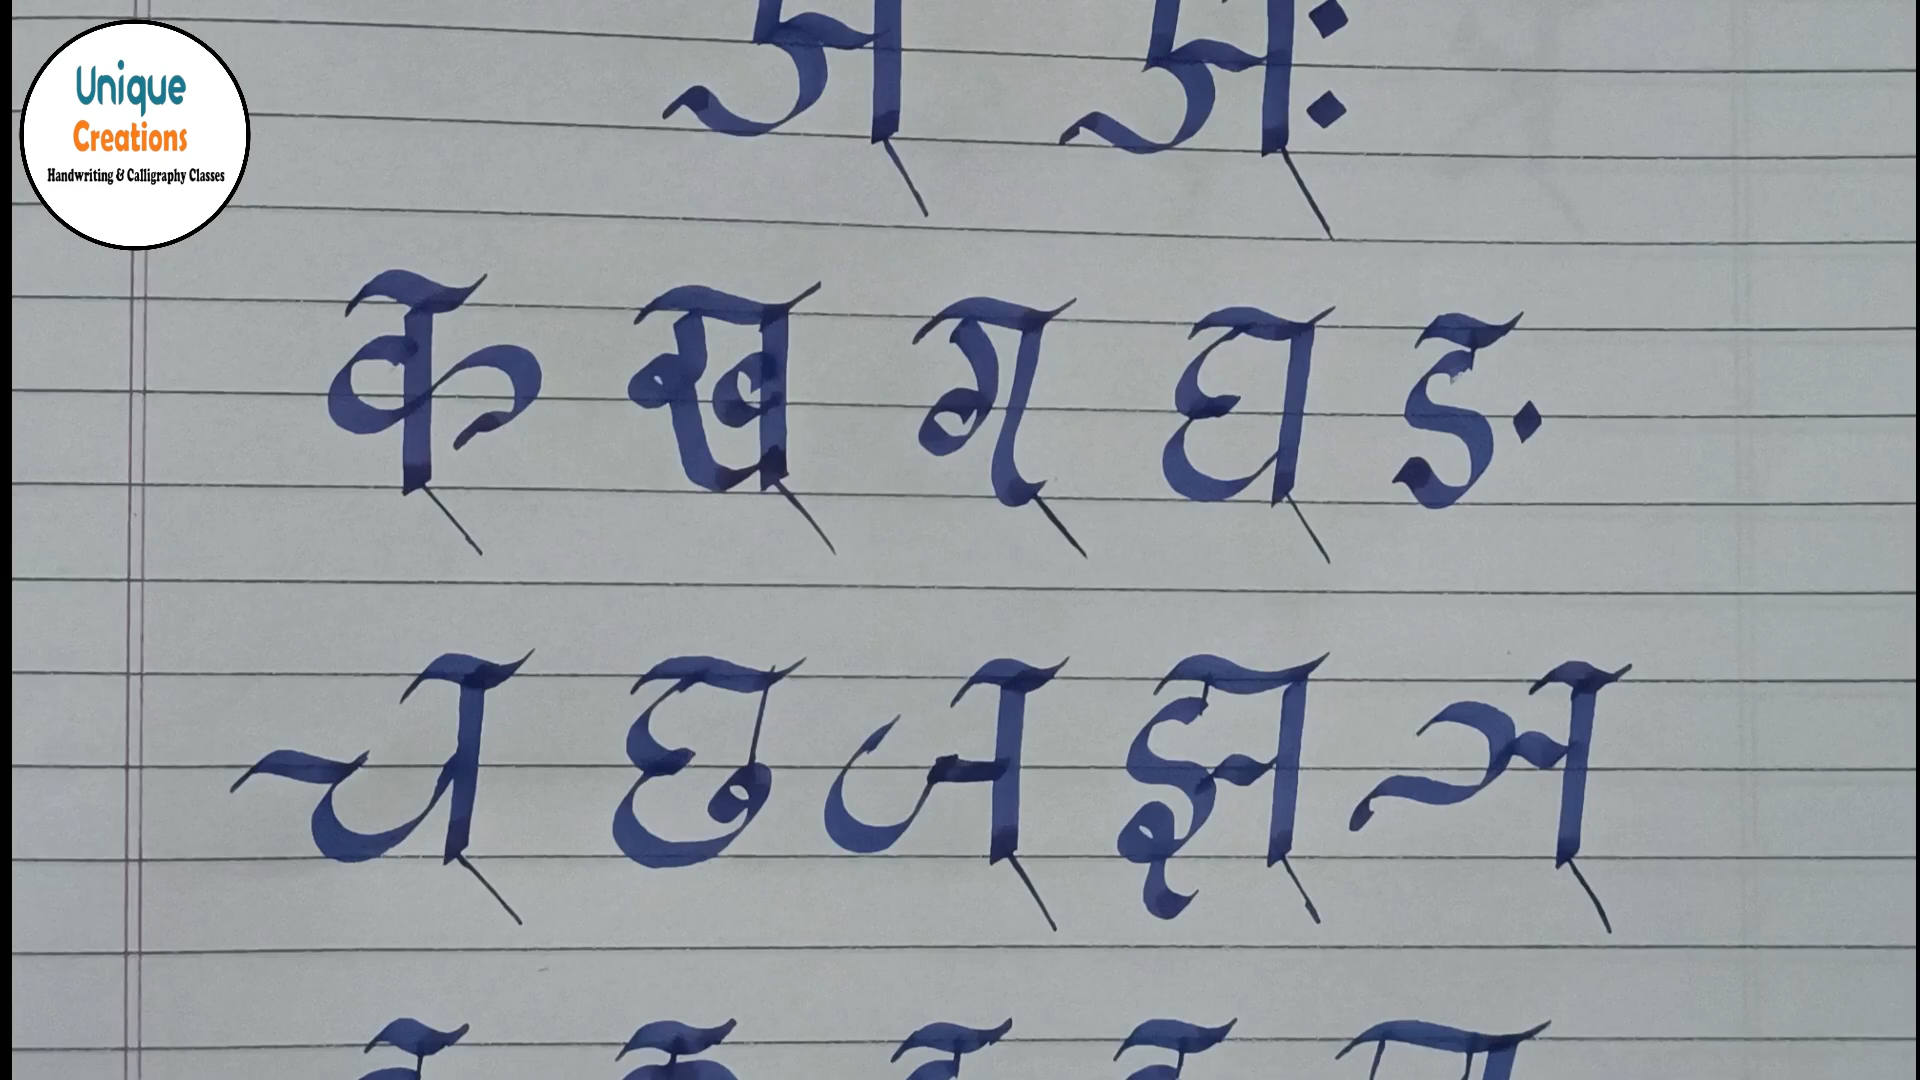 Unique
Creations
Handwriting & Calligraphy Classes
अं अः
क ख ग घ ङ
च छ ज झ ञ